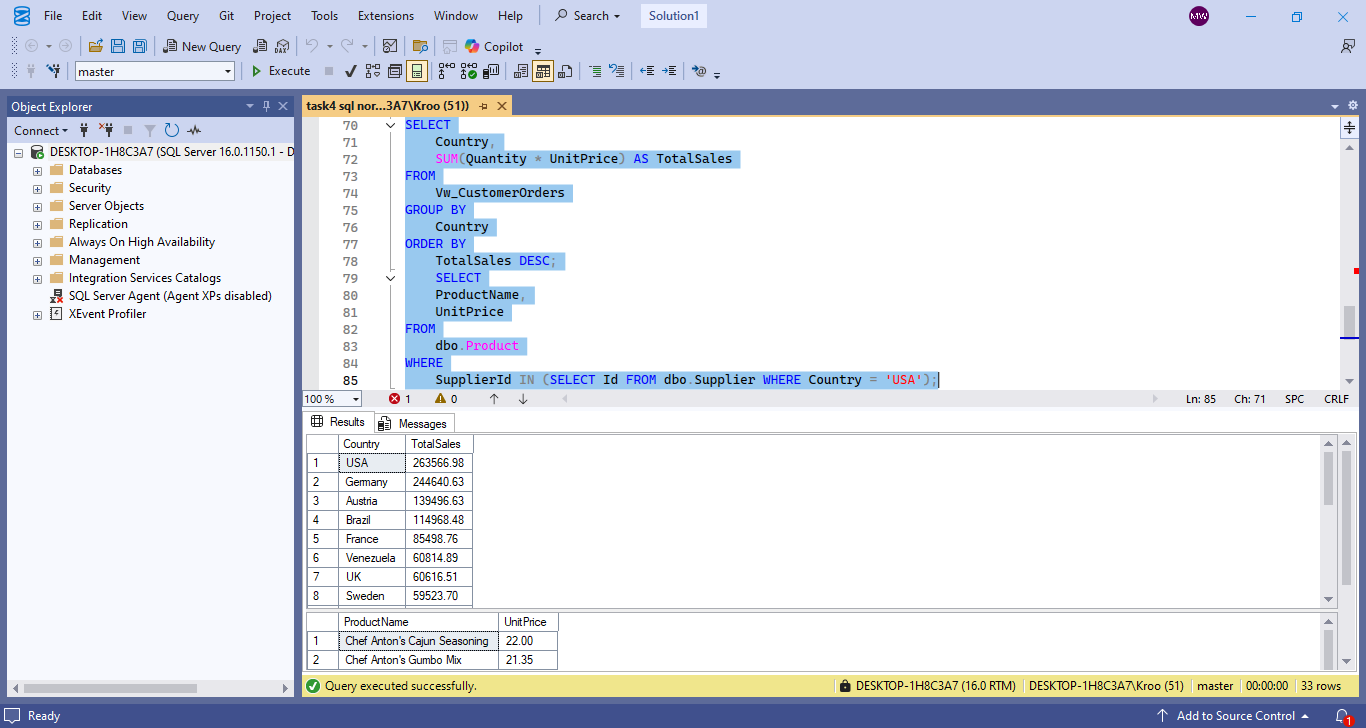 File Edit View Query Git Project Tools Extensions Window Help Search Solution1 MW
New Query DAX Copilot
master Execute
Object Explorer
Connect
DESKTOP-1H8C3A7 (SQL Server 16.0.1150.1 - D
Databases
Security
Server Objects
Replication
Always On High Availability
Management
Integration Services Catalogs
SQL Server Agent (Agent XPs disabled)
XEvent Profiler
task4 sql nor...3A7\Kroo (51))
70 SELECT
71 Country,
72 SUM(Quantity * UnitPrice) AS TotalSales
73 FROM
74 Vw_CustomerOrders
75 GROUP BY
76 Country
77 ORDER BY
78 TotalSales DESC;
79 SELECT
80 ProductName,
81 UnitPrice
82 FROM
83 dbo.Product
84 WHERE
85 SupplierId IN (SELECT Id FROM dbo.Supplier WHERE Country = 'USA');
100 % 1 0 Ln: 85 Ch: 71 SPC CRLF
Results Messages
Country TotalSales
1 USA 263566.98
2 Germany 244640.63
3 Austria 139496.63
4 Brazil 114968.48
5 France 85498.76
6 Venezuela 60814.89
7 UK 60616.51
8 Sweden 59523.70
ProductName UnitPrice
1 Chef Anton's Cajun Seasoning 22.00
2 Chef Anton's Gumbo Mix 21.35
Query executed successfully. DESKTOP-1H8C3A7 (16.0 RTM) DESKTOP-1H8C3A7\Kroo (51) master 00:00:00 33 rows
Ready Add to Source Control 1